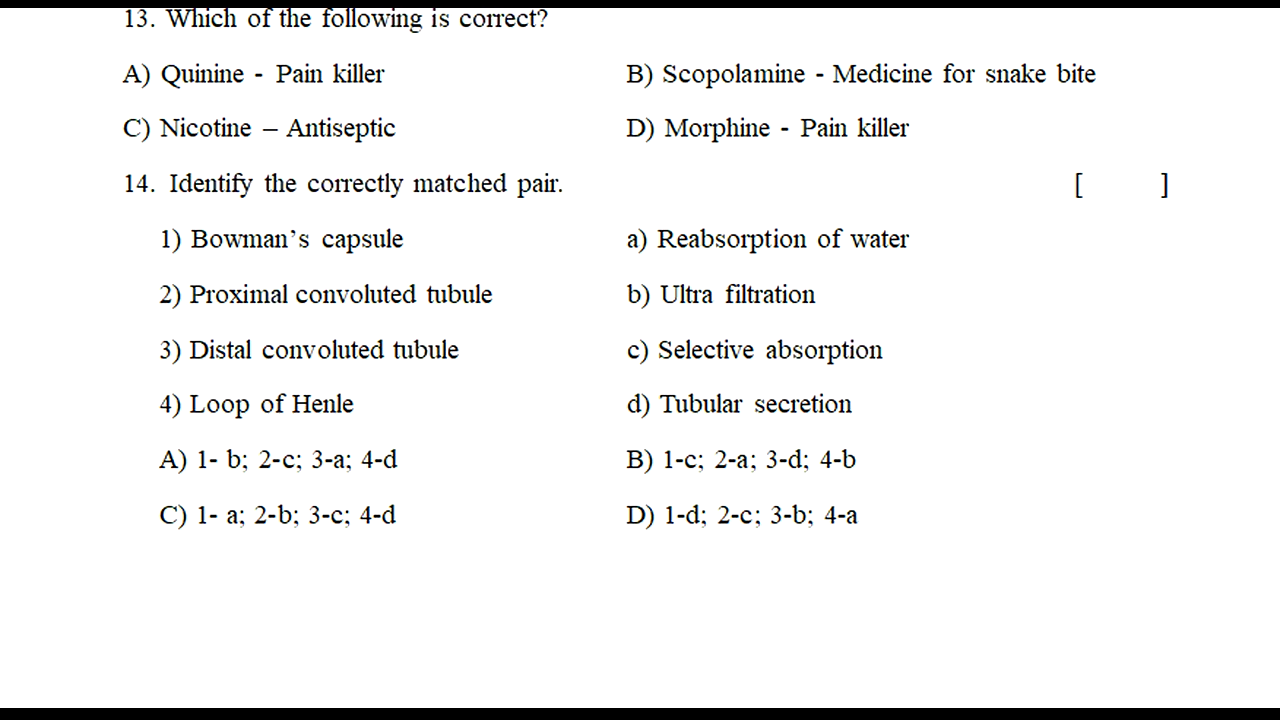 13. Which of the following is correct?
A) Quinine - Pain killer B) Scopolamine - Medicine for snake bite
C) Nicotine – Antiseptic D) Morphine - Pain killer
14. Identify the correctly matched pair. [ ]
1) Bowman’s capsule a) Reabsorption of water
2) Proximal convoluted tubule b) Ultra filtration
3) Distal convoluted tubule c) Selective absorption
4) Loop of Henle d) Tubular secretion
A) 1- b; 2-c; 3-a; 4-d B) 1-c; 2-a; 3-d; 4-b
C) 1- a; 2-b; 3-c; 4-d D) 1-d; 2-c; 3-b; 4-a